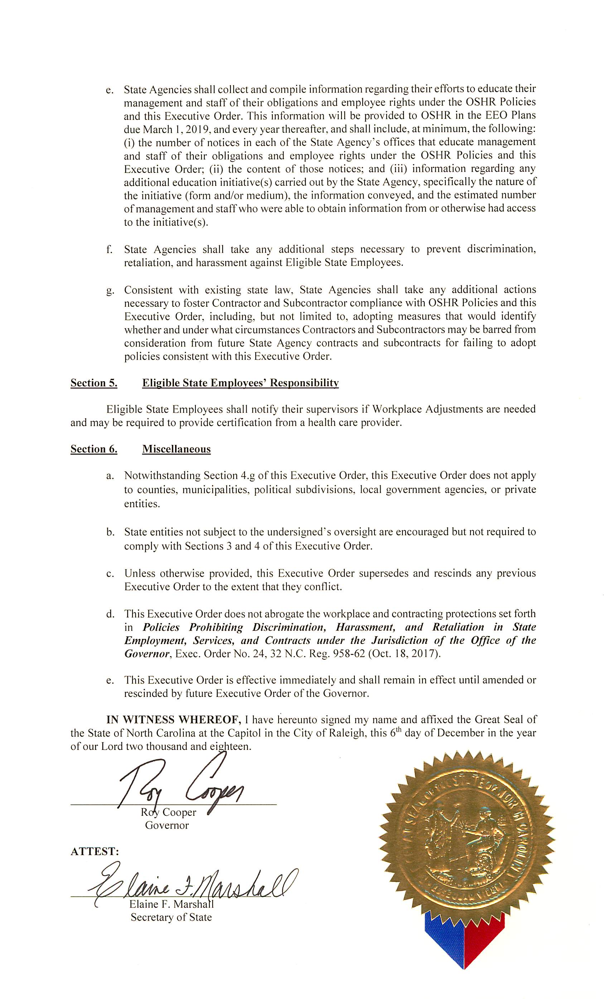 e. State Agencies shall collect and compile information regarding their efforts to educate their
management and staff of their obligations and employee rights under the OSHR Policies
and this Executive Order. This information will be provided to OSHR in the EEO Plans
due March 1, 2019, and every year thereafter, and shall include, at minimum, the following:
(i) the number of notices in each of the State Agency's offices that educate management
and staff of their obligations and employee rights under the OSHR Policies and this
Executive Order; (ii) the content of those notices; and (iii) information regarding any
additional education initiative(s) carried out by the State Agency, specifically the nature of
the initiative (form and/or medium), the information conveyed, and the estimated number
of management and staff who were able to obtain information from or otherwise had access
to the initiative(s).
f. State Agencies shall take any additional steps necessary to prevent discrimination,
retaliation, and harassment against Eligible State Employees.
g. Consistent with existing state law, State Agencies shall take any additional actions
necessary to foster Contractor and Subcontractor compliance with OSHR Policies and this
Executive Order, including, but not limited to, adopting measures that would identify
whether and under what circumstances Contractors and Subcontractors may be barred from
consideration from future State Agency contracts and subcontracts for failing to adopt
policies consistent with this Executive Order.
Section 5. Eligible State Employees' Responsibility
Eligible State Employees shall notify their supervisors if Workplace Adjustments are needed
and may be required to provide certification from a health care provider.
Section 6. Miscellaneous
a. Notwithstanding Section 4.g of this Executive Order, this Executive Order does not apply
to counties, municipalities, political subdivisions, local government agencies, or private
entities.
b. State entities not subject to the undersigned's oversight are encouraged but not required to
comply with Sections 3 and 4 of this Executive Order.
c. Unless otherwise provided, this Executive Order supersedes and rescinds any previous
Executive Order to the extent that they conflict.
d. This Executive Order does not abrogate the workplace and contracting protections set forth
in Policies Prohibiting Discrimination, Harassment, and Retaliation in State
Employment, Services, and Contracts under the Jurisdiction of the Office of the
Governor, Exec. Order No. 24, 32 N.C. Reg. 958-62 (Oct. 18, 2017).
e. This Executive Order is effective immediately and shall remain in effect until amended or
rescinded by future Executive Order of the Governor.
IN WITNESS WHEREOF, I have hereunto signed my name and affixed the Great Seal of
the State of North Carolina at the Capitol in the City of Raleigh, this 6th day of December in the year
of our Lord two thousand and eighteen.
Roy Cooper
Roy Cooper
Governor
ATTEST:
Elaine F. Marshall
Elaine F. Marshall
Secretary of State